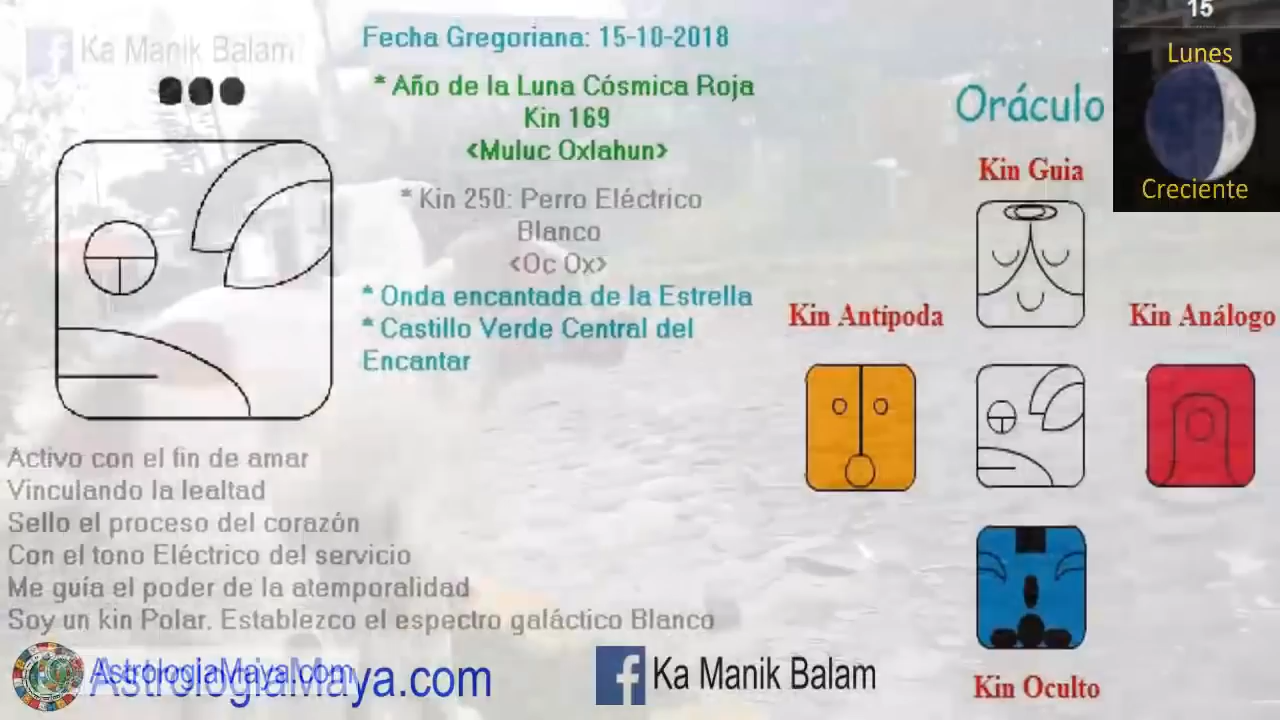 Ka Manik Balam
Fecha Gregoriana: 15-10-2018
* Año de la Luna Cósmica Roja
Kin 169
<Muluc Oxlahun>
* Kin 250: Perro Eléctrico
Blanco
<Oc Ox>
* Onda encantada de la Estrella
* Castillo Verde Central del
Encantar
15
Lunes
Creciente
Oráculo
Kin Guia
Kin Antipoda
Kin Análogo
Kin Oculto
Activo con el fin de amar
Vinculando la lealtad
Sello el proceso del corazón
Con el tono Eléctrico del servicio
Me guía el poder de la atemporalidad
Soy un kin Polar. Establezco el espectro galáctico Blanco
AstrologiaMaya.com
AstrologiaMaya.com
Ka Manik Balam